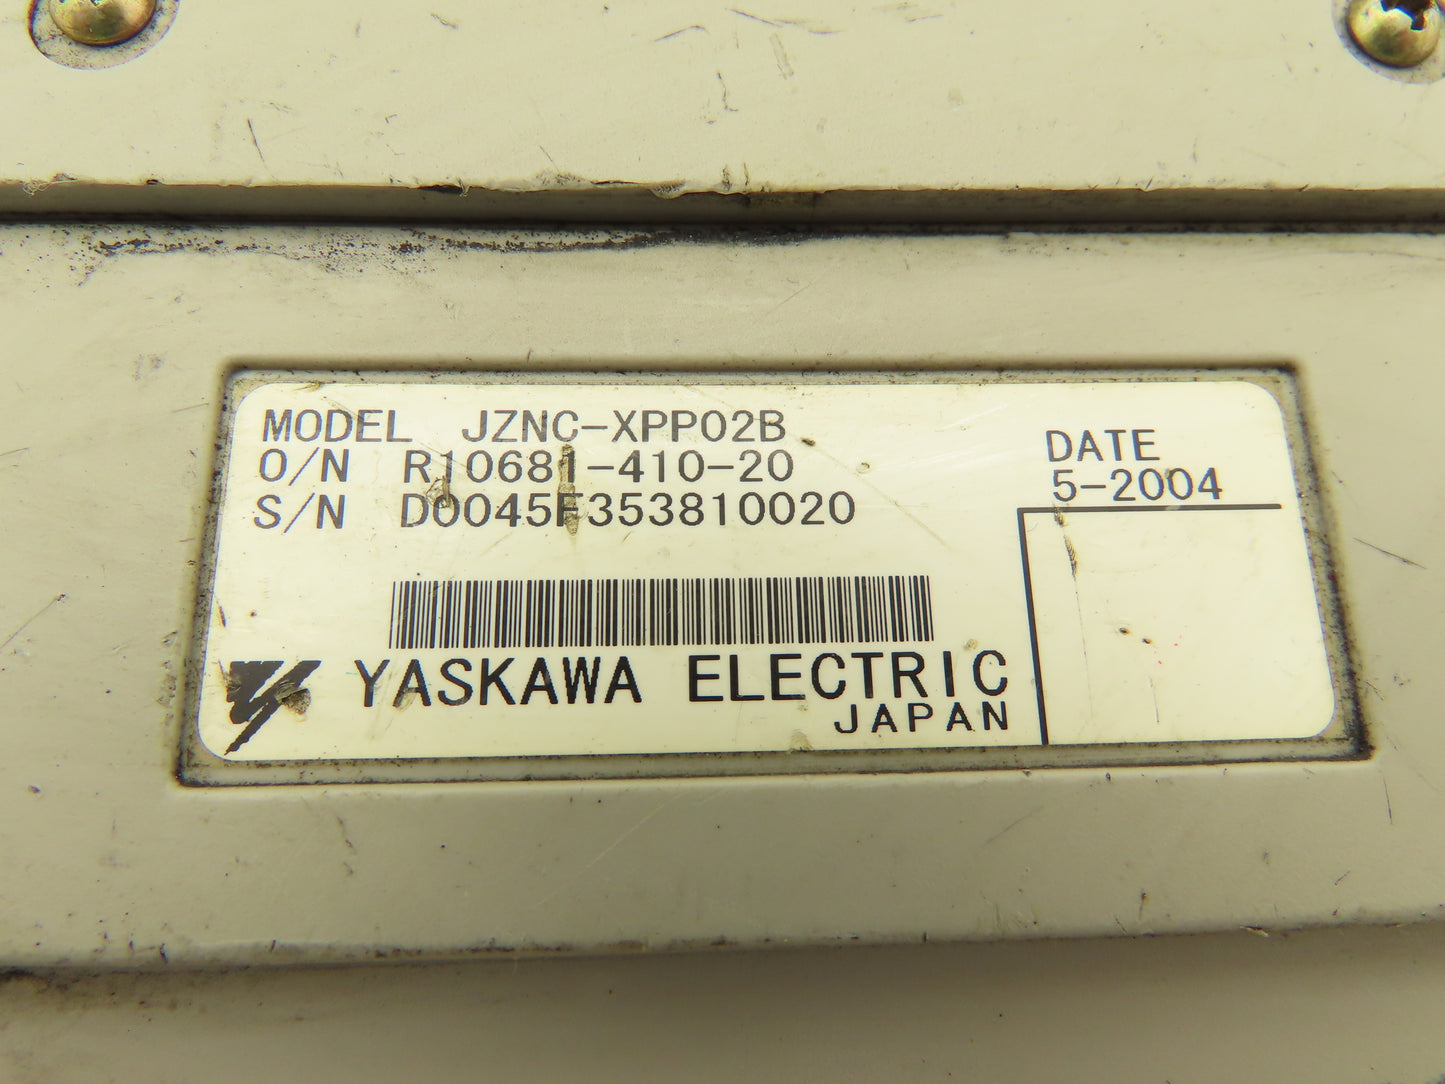 MODEL JZNC-XPP02B
O/N R10681-410-20
S/N D0045F353810020
DATE
5-2004
YASKAWA ELECTRIC
JAPAN